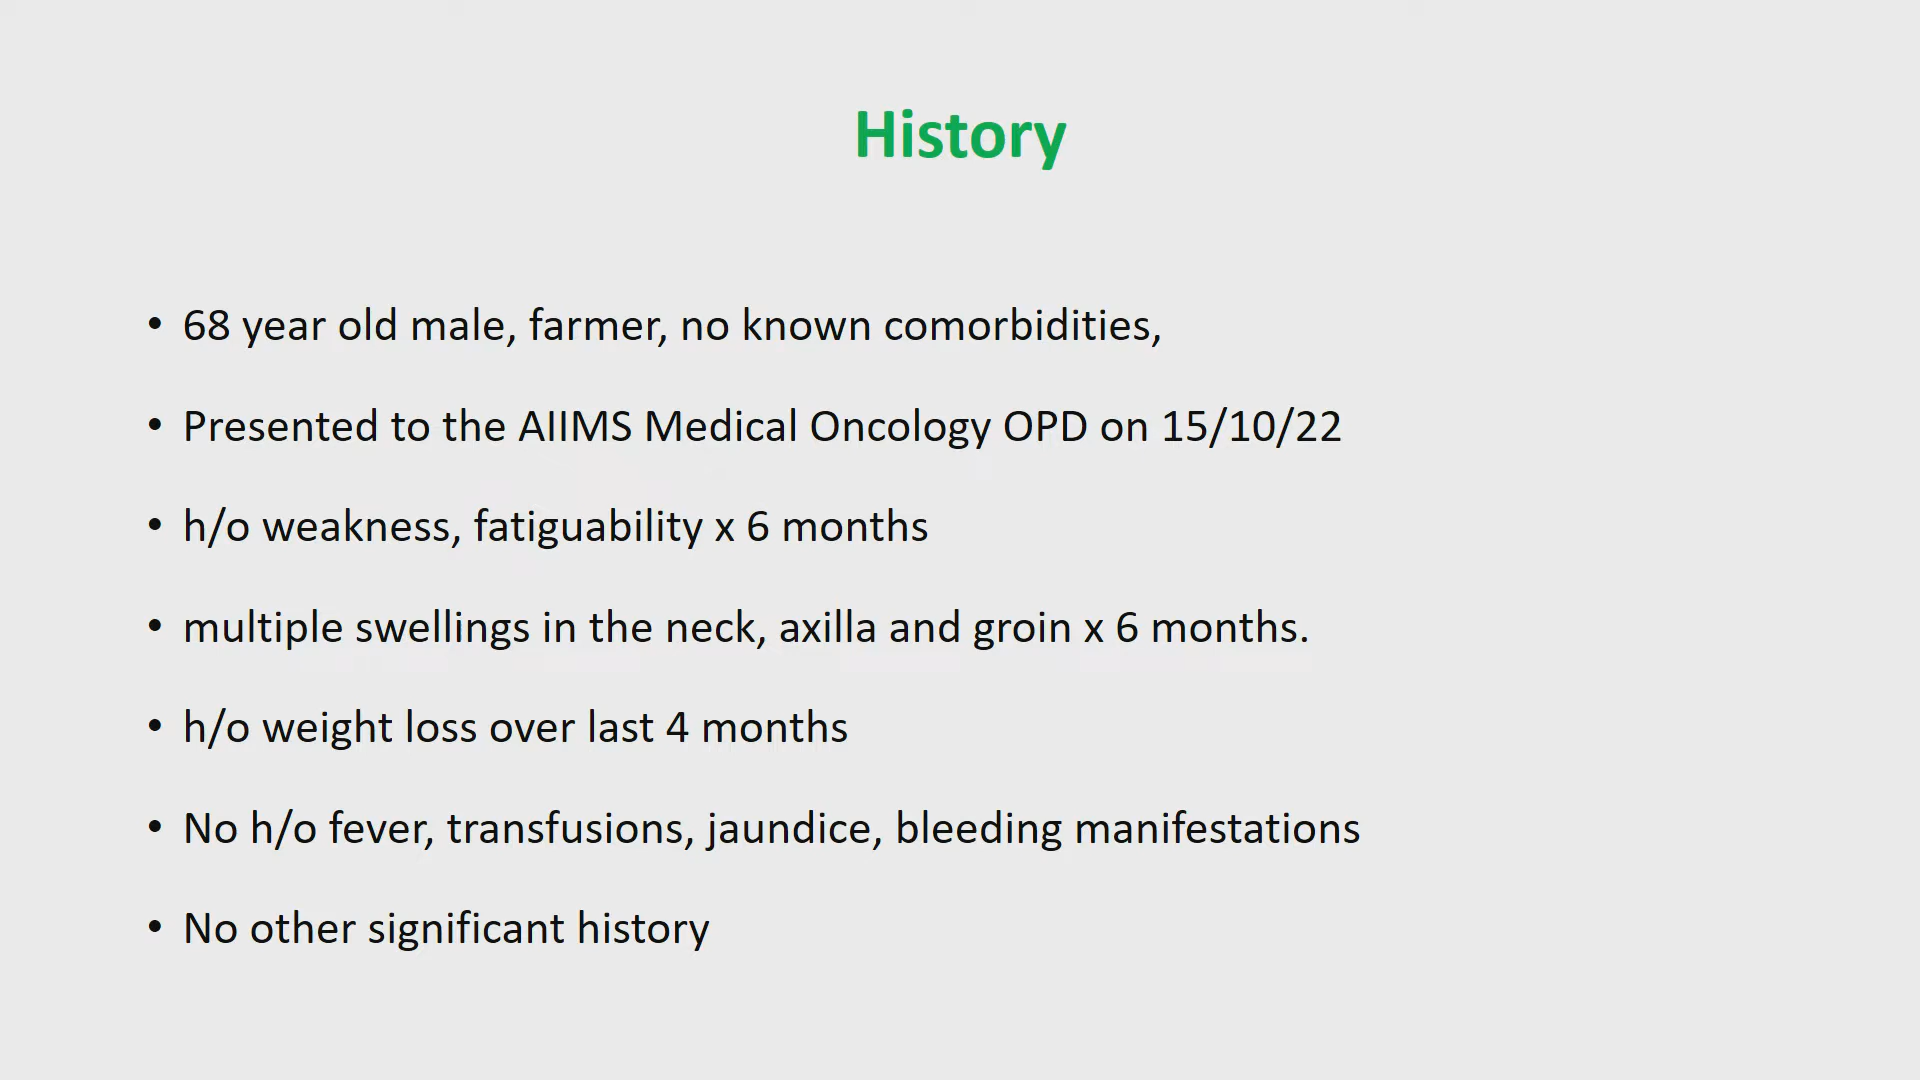 History
• 68 year old male, farmer, no known comorbidities,
• Presented to the AIIMS Medical Oncology OPD on 15/10/22
• h/o weakness, fatiguability x 6 months
• multiple swellings in the neck, axilla and groin x 6 months.
• h/o weight loss over last 4 months
• No h/o fever, transfusions, jaundice, bleeding manifestations
• No other significant history